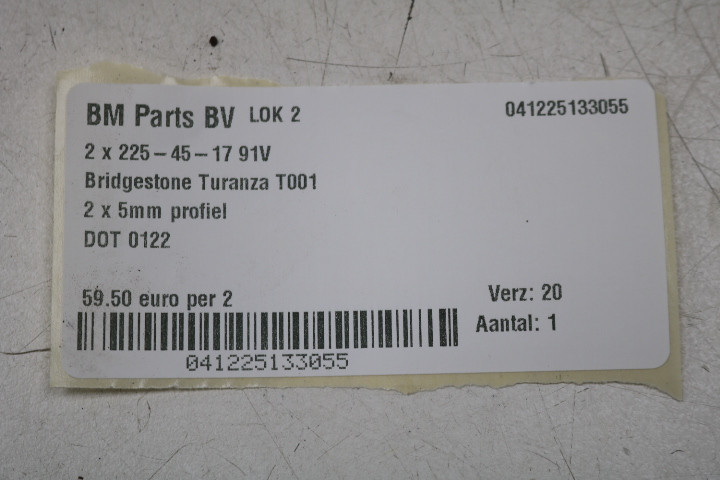 BM Parts BV LOK 2 041225133055
2 x 225-45-17 91V
Bridgestone Turanza T001
2 x 5mm profiel
DOT 0122
59.50 euro per 2 Verz: 20
Aantal: 1
041225133055